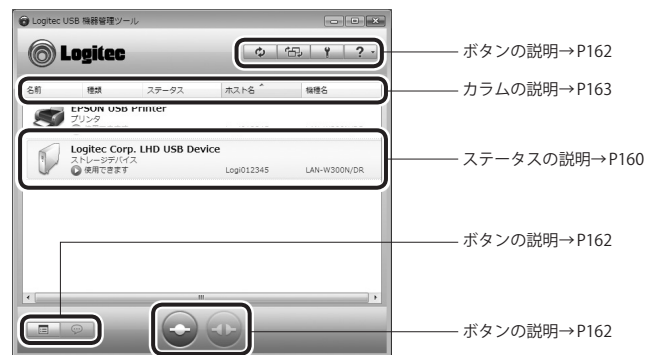 Logitec USB 機器管理ツール
Logitec
ボタンの説明→P162
名前 種類 ステータス ホスト名 機種名
カラムの説明→P163
EPSON USB Printer
プリンタ
Logitec Corp. LHD USB Device
ストレージデバイス
使用できます Logi012345 LAN-W300N/DR
ステータスの説明→P160
ボタンの説明→P162
ボタンの説明→P162